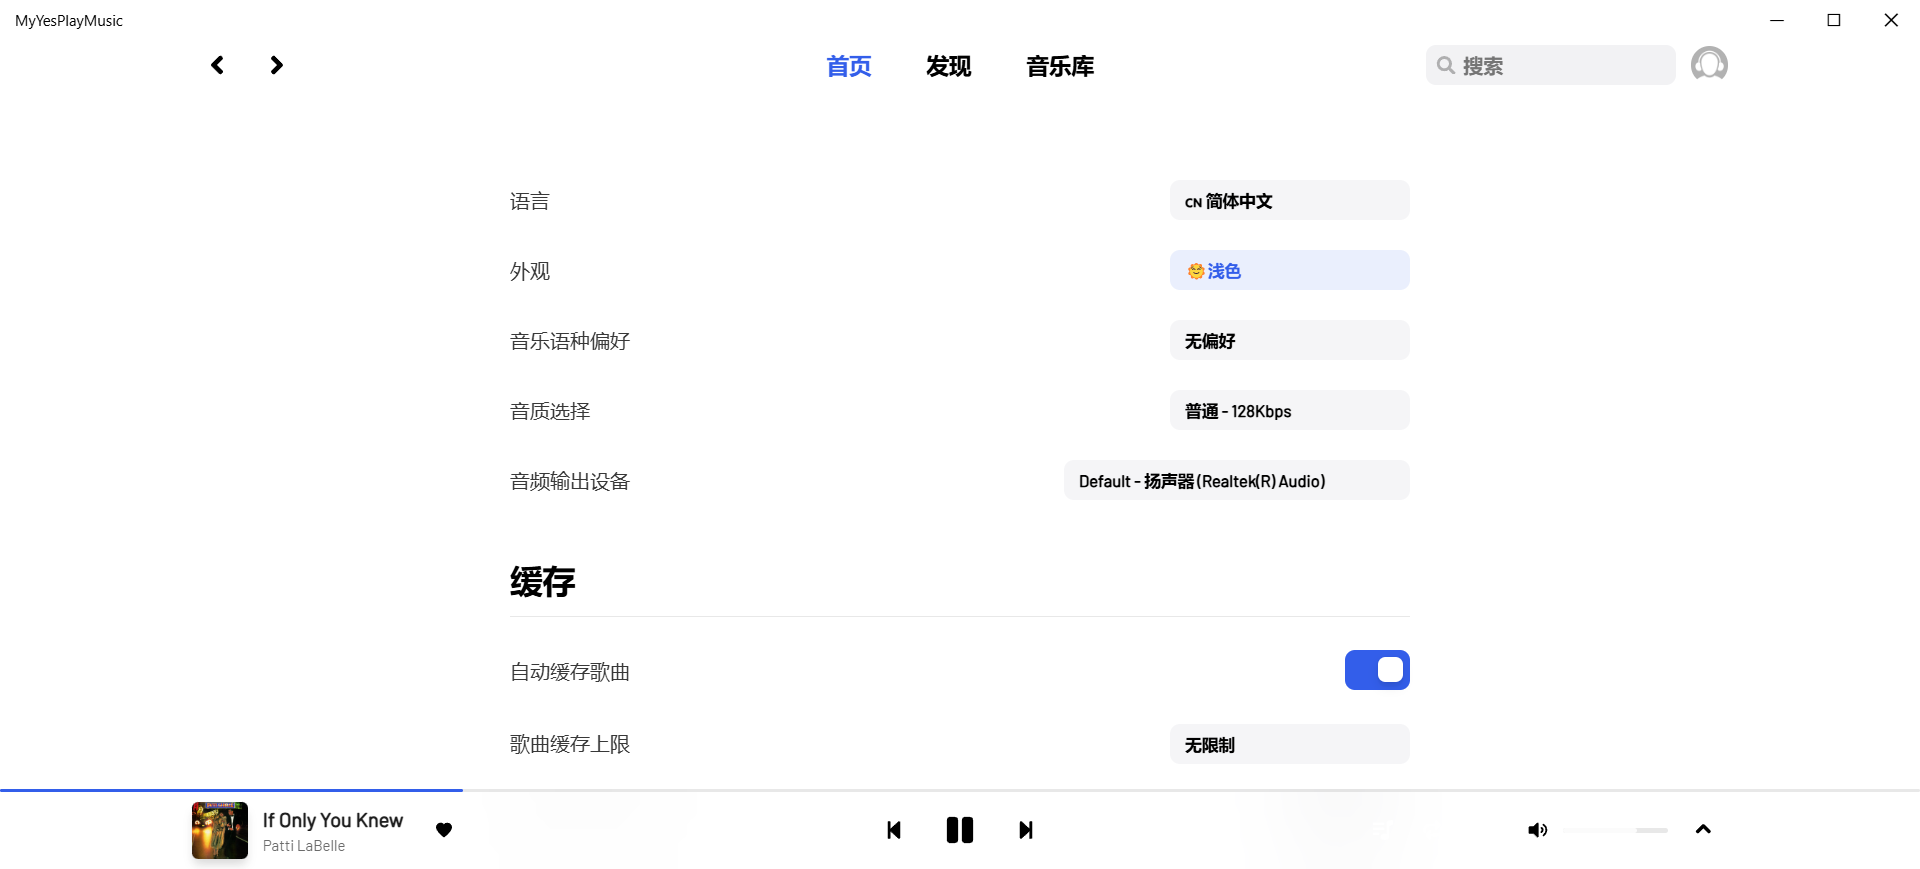 MyYesPlayMusic
首页
发现
音乐库
搜索
语言
CN 简体中文
外观
🌞 浅色
音乐语种偏好
无偏好
音质选择
普通 - 128Kbps
音频输出设备
Default - 扬声器 (Realtek(R) Audio)
缓存
自动缓存歌曲
歌曲缓存上限
无限制
If Only You Knew
Patti LaBelle